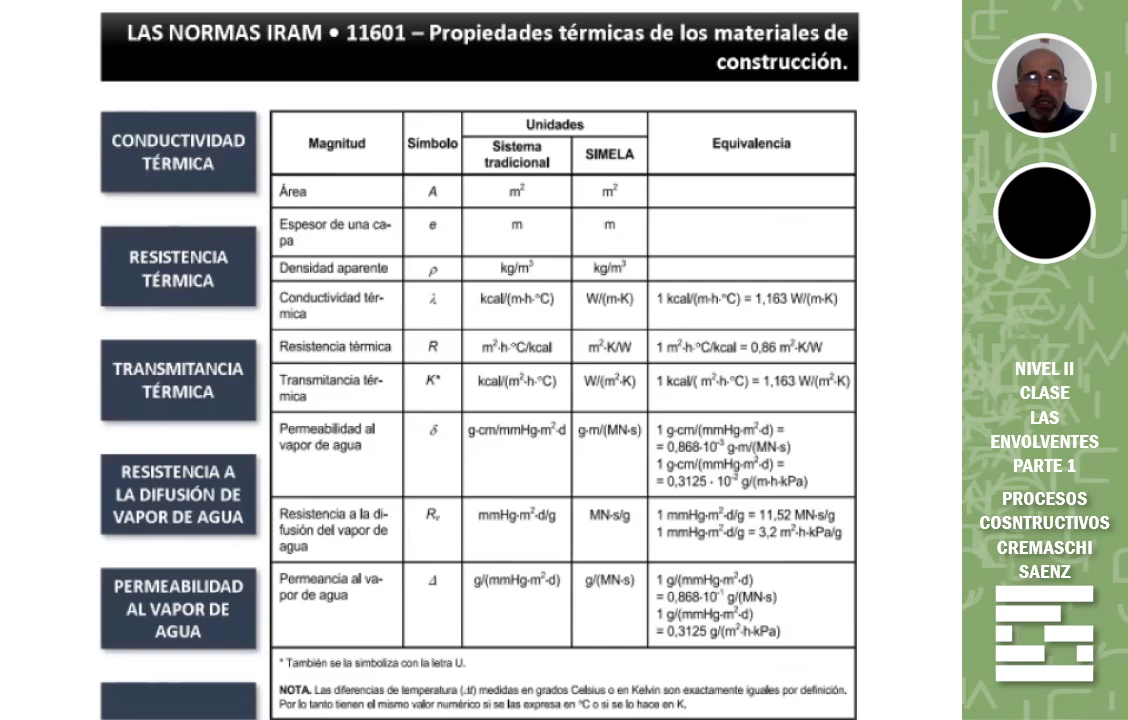 LAS NORMAS IRAM • 11601 – Propiedades térmicas de los materiales de
construcción.
CONDUCTIVIDAD
TÉRMICA
RESISTENCIA
TÉRMICA
TRANSMITANCIA
TÉRMICA
RESISTENCIA A
LA DIFUSIÓN DE
VAPOR DE AGUA
PERMEABILIDAD
AL VAPOR DE
AGUA
Magnitud Símbolo Unidades Equivalencia
Sistema
tradicional SIMELA
Área A m² m²
Espesor de una ca-
pa e m m
Densidad aparente ρ kg/m³ kg/m³
Conductividad tér-
mica λ kcal/(m·h·°C) W/(m·K) 1 kcal/(m·h·°C) = 1,163 W/(m·K)
Resistencia térmica R m²·h·°C/kcal m²·K/W 1 m²·h·°C/kcal = 0,86 m²·K/W
Transmitancia tér-
mica K* kcal/(m²·h·°C) W/(m²·K) 1 kcal/( m²·h·°C) = 1,163 W/(m²·K)
Permeabilidad al
vapor de agua δ g·cm/mmHg·m²·d g·m/(MN·s) 1 g·cm/(mmHg·m²·d) =
= 0,868·10⁻³ g·m/(MN·s)
1 g·cm/(mmHg·m²·d) =
= 0,3125 · 10⁻² g/(m·h·kPa)
Resistencia a la di-
fusión del vapor de
agua Rᵥ mmHg·m²·d/g MN·s/g 1 mmHg·m²·d/g = 11,52 MN·s/g
1 mmHg·m²·d/g = 3,2 m²·h·kPa/g
Permeancia al va-
por de agua Δ g/(mmHg·m²·d) g/(MN·s) 1 g/(mmHg·m²·d)
= 0,868·10⁻¹ g/(MN·s)
1 g/(mmHg·m²·d)
= 0,3125 g/(m²·h·kPa)
* También se la simboliza con la letra U.
NOTA. Las diferencias de temperatura (Δt) medidas en grados Celsius o en Kelvin son exactamente iguales por definición.
Por lo tanto tienen el mismo valor numérico si se las expresa en °C o si se lo hace en K.
NIVEL II
CLASE
LAS
ENVOLVENTES
PARTE 1
PROCESOS
COSNTRUCTIVOS
CREMASCHI
SAENZ